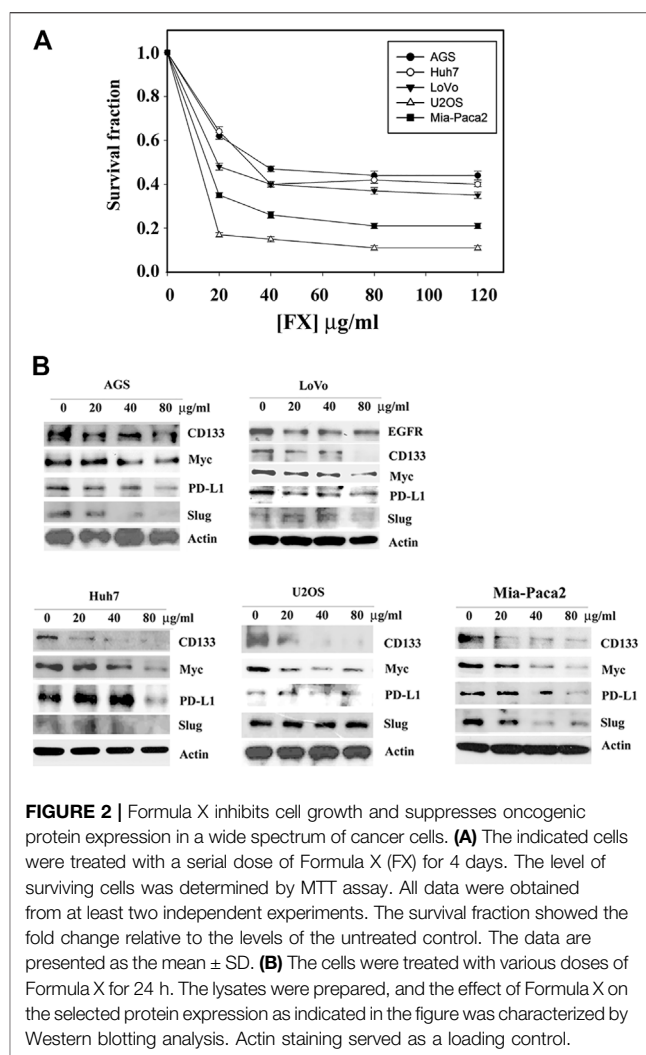 A
AGS
Huh7
LoVo
U2OS
Mia-Paca2
Survival fraction
1.0
0.8
0.6
0.4
0.2
0.0
0 20 40 60 80 100 120
[FX] μg/ml
B
AGS
0 20 40 80 μg/ml
CD133
Myc
PD-L1
Slug
Actin
LoVo
0 20 40 80 μg/ml
EGFR
CD133
Myc
PD-L1
Slug
Actin
Huh7
0 20 40 80 μg/ml
CD133
Myc
PD-L1
Slug
Actin
U2OS
0 20 40 80 μg/ml
CD133
Myc
PD-L1
Slug
Actin
Mia-Paca2
0 20 40 80 μg/ml
CD133
Myc
PD-L1
Slug
Actin
FIGURE 2 | Formula X inhibits cell growth and suppresses oncogenic
protein expression in a wide spectrum of cancer cells. (A) The indicated cells
were treated with a serial dose of Formula X (FX) for 4 days. The level of
surviving cells was determined by MTT assay. All data were obtained
from at least two independent experiments. The survival fraction showed the
fold change relative to the levels of the untreated control. The data are
presented as the mean ± SD. (B) The cells were treated with various doses of
Formula X for 24 h. The lysates were prepared, and the effect of Formula X on
the selected protein expression as indicated in the figure was characterized by
Western blotting analysis. Actin staining served as a loading control.